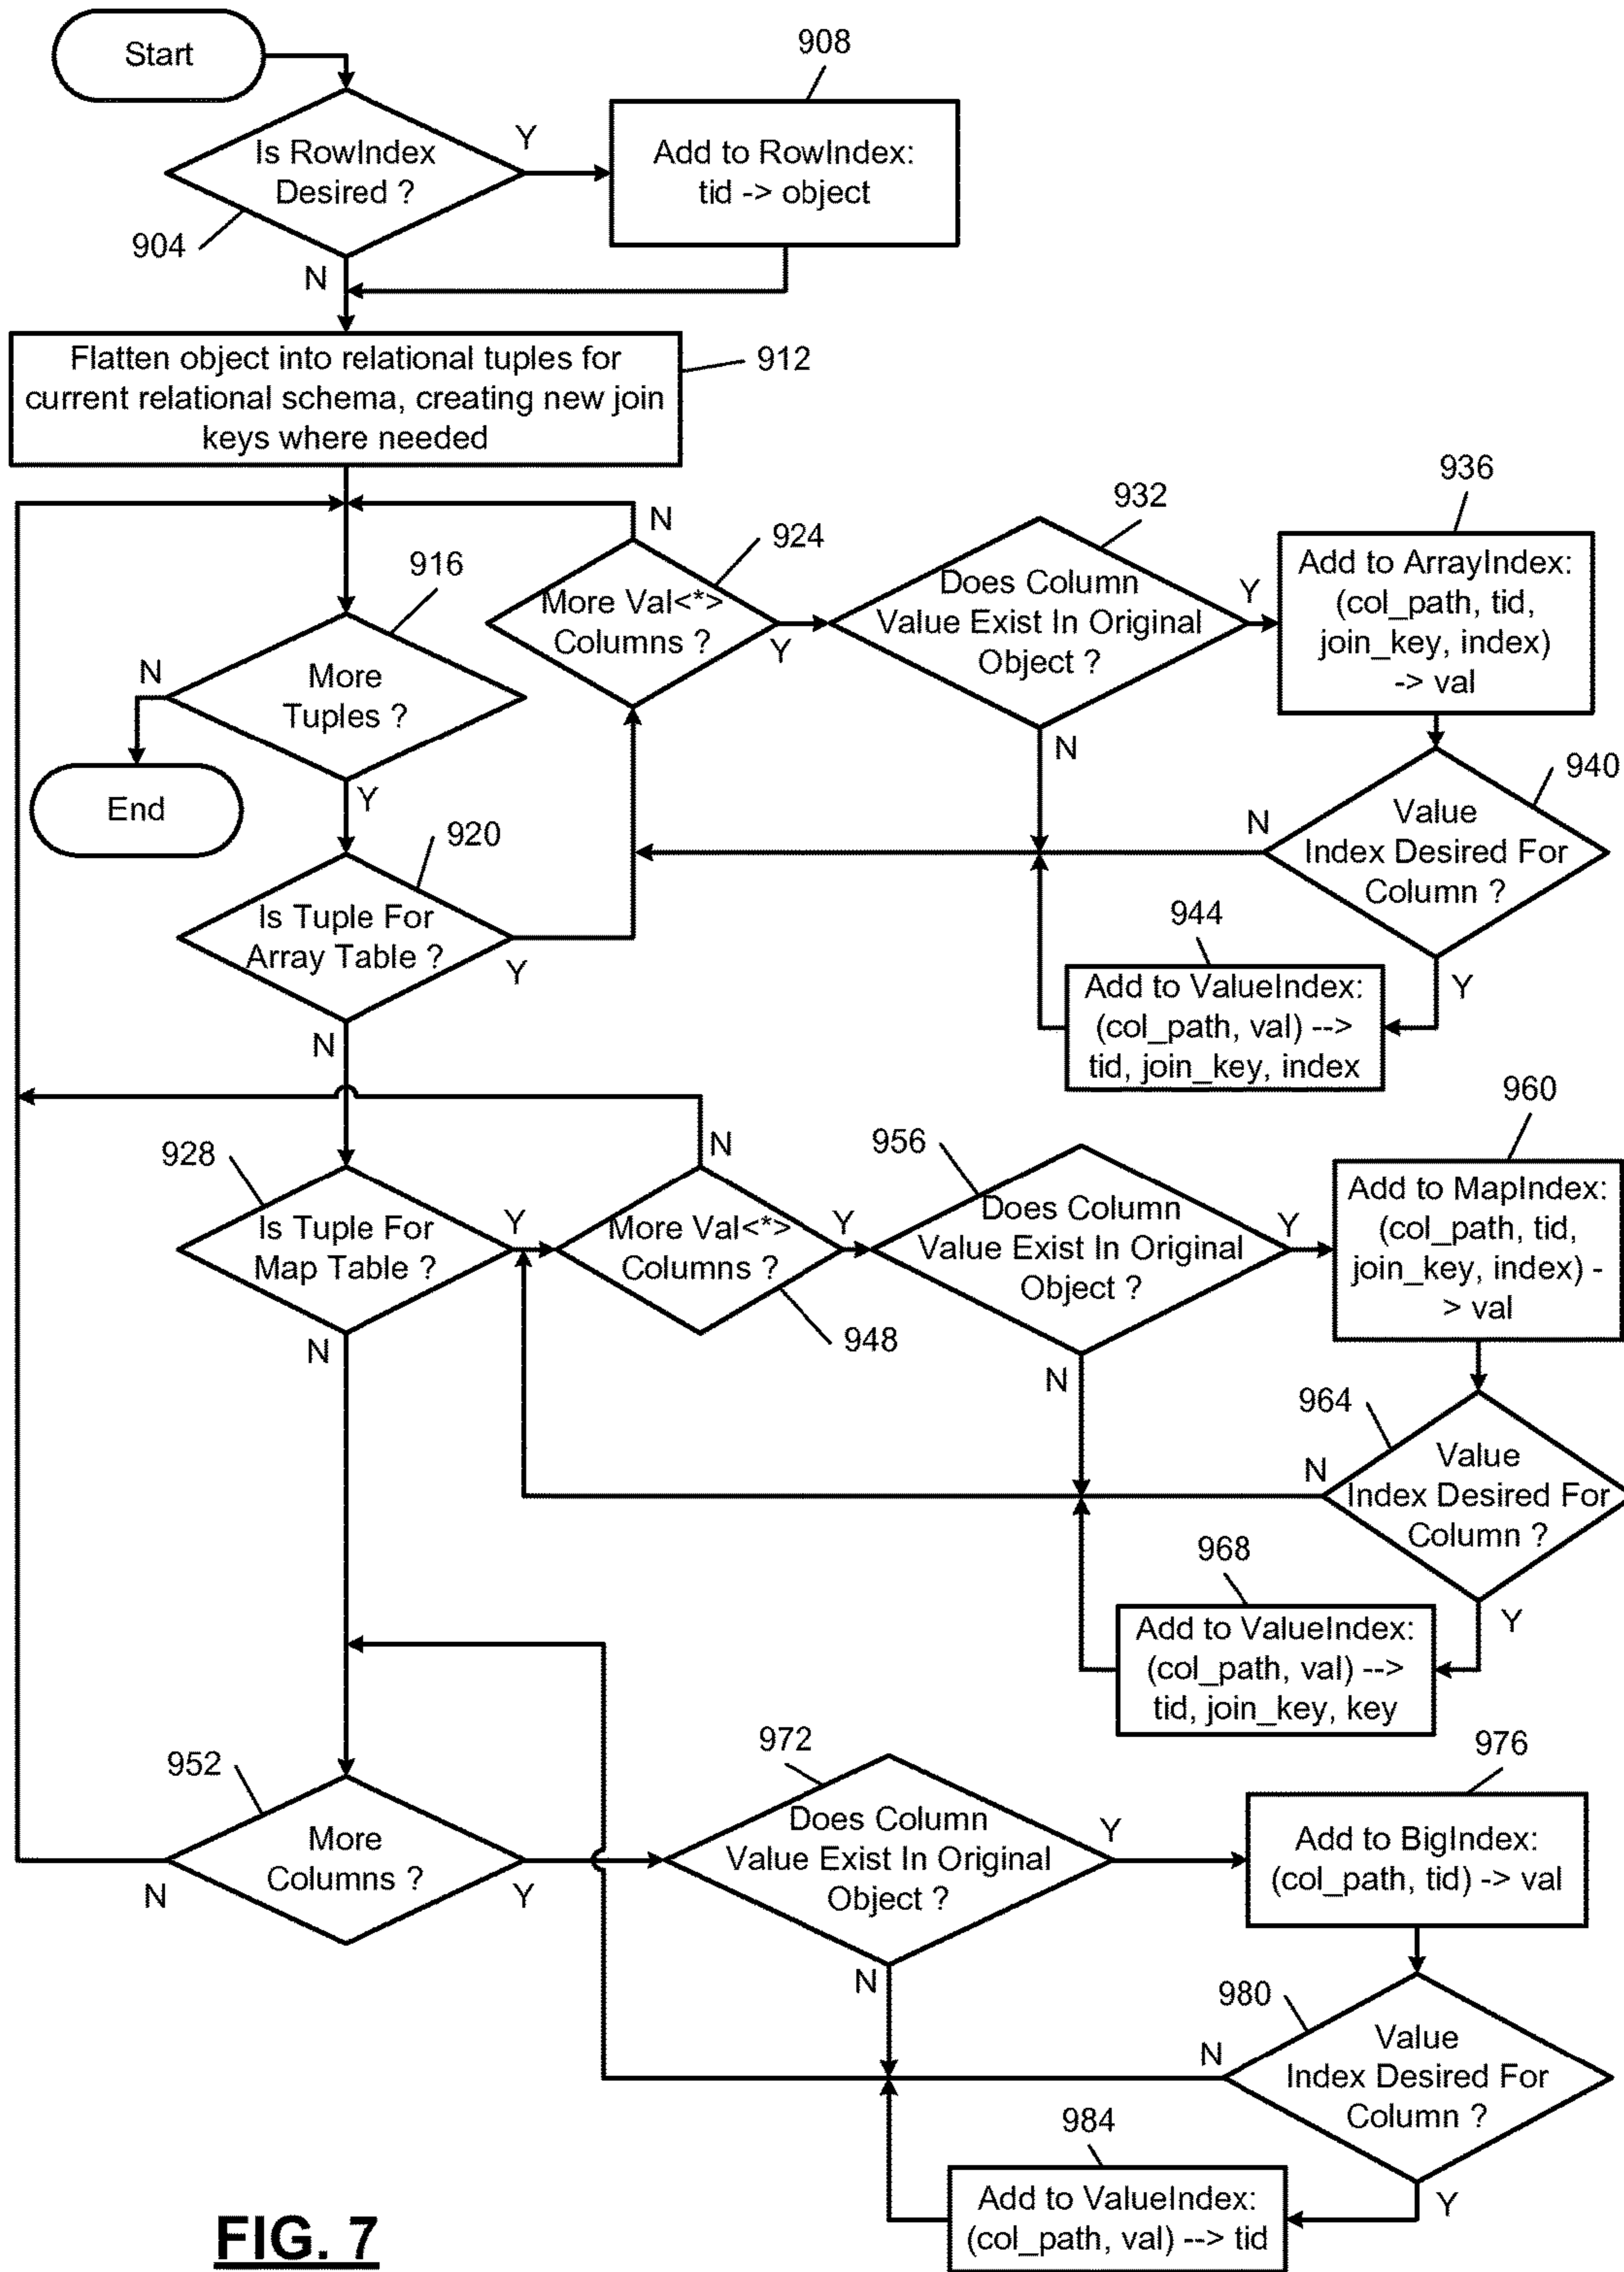 Start
908
Is RowIndex
Desired ?
Y
Add to RowIndex:
tid -> object
904
N
Flatten object into relational tuples for
current relational schema, creating new join
keys where needed
912
916
More
Tuples ?
N
End
Y
920
Is Tuple For
Array Table ?
Y
N
924
More Val<*>
Columns ?
N
Y
932
Does Column
Value Exist In Original
Object ?
Y
N
936
Add to ArrayIndex:
(col_path, tid,
join_key, index)
-> val
940
Value
Index Desired For
Column ?
N
Y
944
Add to ValueIndex:
(col_path, val) -->
tid, join_key, index
928
Is Tuple For
Map Table ?
Y
N
More Val<*>
Columns ?
N
Y
948
956
Does Column
Value Exist In Original
Object ?
Y
N
960
Add to MapIndex:
(col_path, tid,
join_key, index) -
> val
964
Value
Index Desired For
Column ?
N
Y
968
Add to ValueIndex:
(col_path, val) -->
tid, join_key, key
952
More
Columns ?
N
Y
972
Does Column
Value Exist In Original
Object ?
Y
N
976
Add to BigIndex:
(col_path, tid) -> val
980
Value
Index Desired For
Column ?
N
Y
984
Add to ValueIndex:
(col_path, val) --> tid
FIG. 7